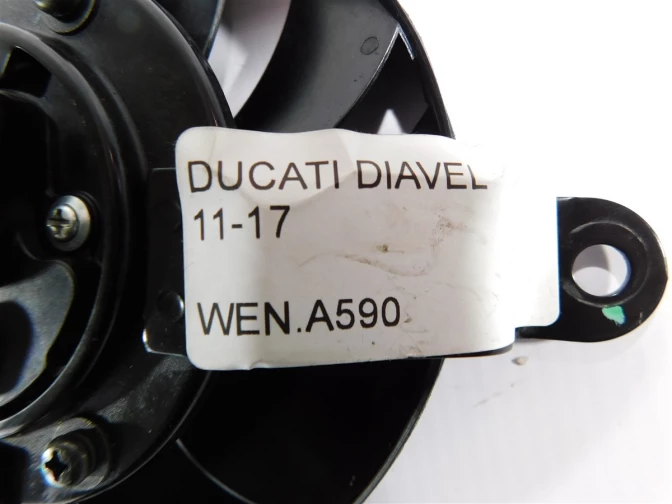 DUCATI DIAVEL
11-17
WEN.A590